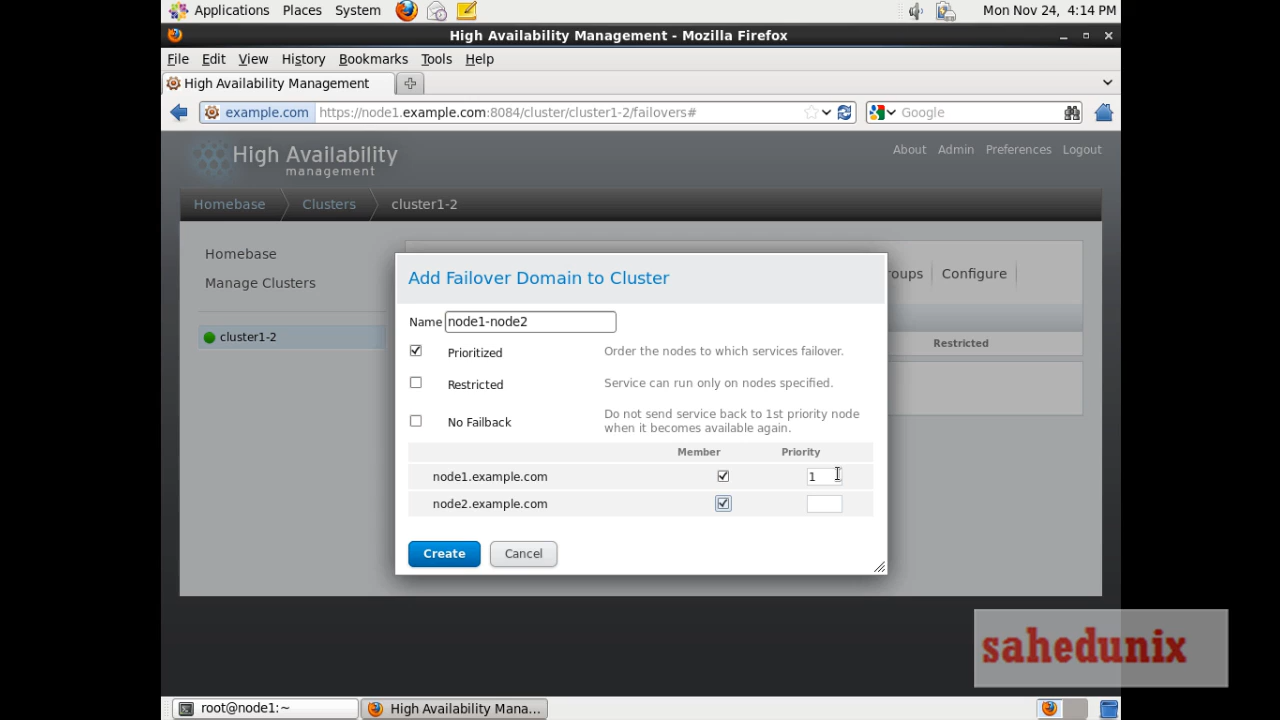 Applications Places System Mon Nov 24, 4:14 PM
High Availability Management - Mozilla Firefox
File Edit View History Bookmarks Tools Help
High Availability Management
example.com https://node1.example.com:8084/cluster/cluster1-2/failovers# Google
High Availability
management
About Admin Preferences Logout
Homebase Clusters cluster1-2
Homebase
Manage Clusters
cluster1-2
oups Configure
Restricted
Add Failover Domain to Cluster
Name node1-node2
Prioritized Order the nodes to which services failover.
Restricted Service can run only on nodes specified.
No Failback Do not send service back to 1st priority node
when it becomes available again.
Member Priority
node1.example.com 1
node2.example.com
Create Cancel
sahedunix
root@node1:~ High Availability Mana...